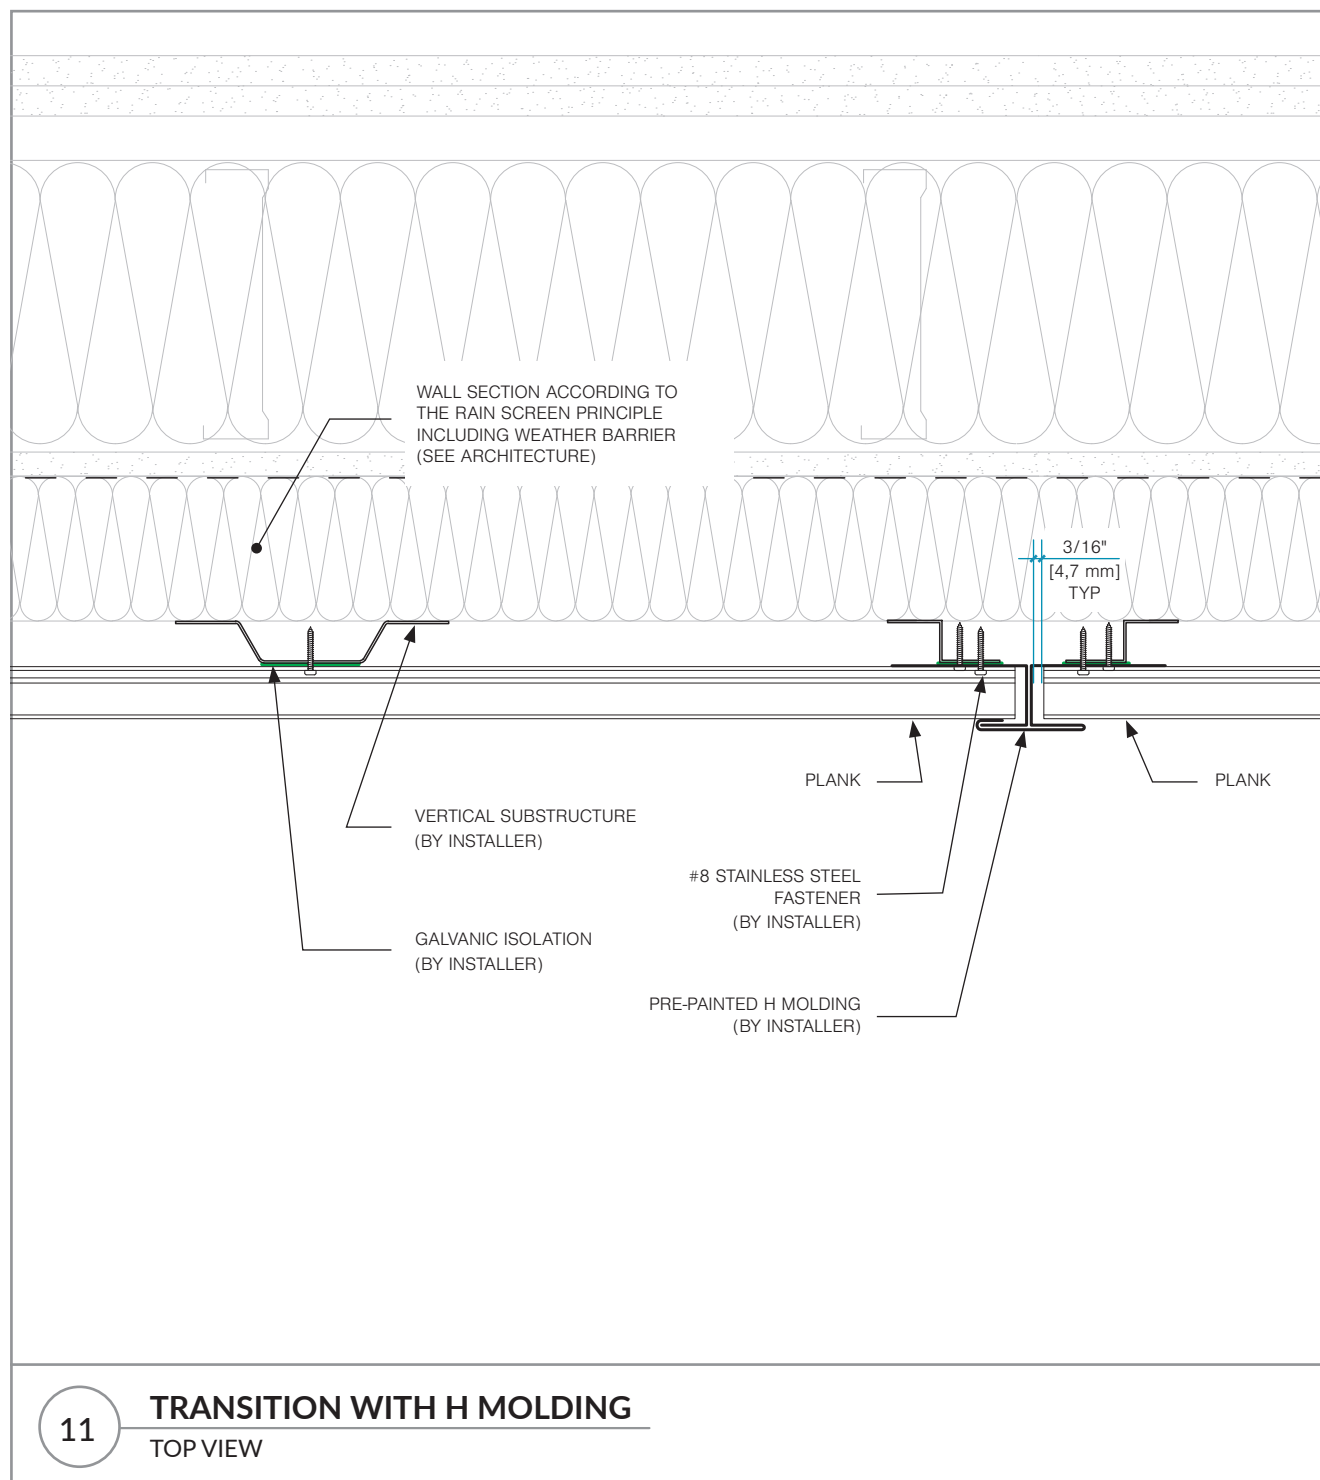 WALL SECTION ACCORDING TO
THE RAIN SCREEN PRINCIPLE
INCLUDING WEATHER BARRIER
(SEE ARCHITECTURE)
3/16"
[4,7 mm]
TYP
PLANK
PLANK
VERTICAL SUBSTRUCTURE
(BY INSTALLER)
#8 STAINLESS STEEL
FASTENER
(BY INSTALLER)
GALVANIC ISOLATION
(BY INSTALLER)
PRE-PAINTED H MOLDING
(BY INSTALLER)
11
TRANSITION WITH H MOLDING
TOP VIEW